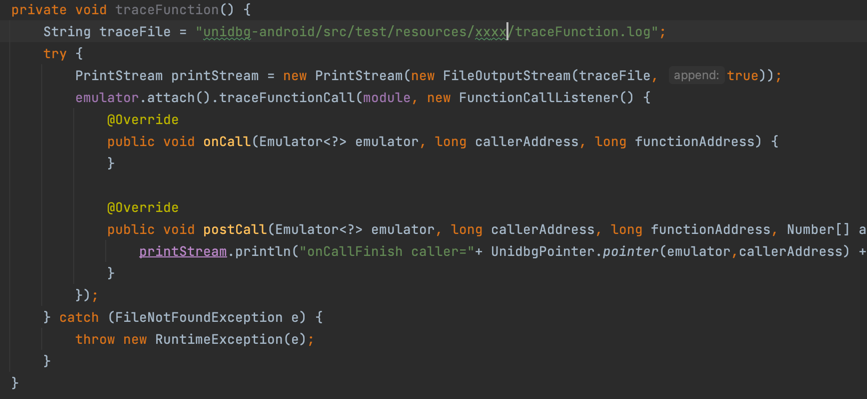 private void traceFunction() {
String traceFile = "unidbg-android/src/test/resources/xxxx/traceFunction.log";
try {
PrintStream printStream = new PrintStream(new FileOutputStream(traceFile, append: true));
emulator.attach().traceFunctionCall(module, new FunctionCallListener() {
@Override
public void onCall(Emulator<?> emulator, long callerAddress, long functionAddress) {
}
@Override
public void postCall(Emulator<?> emulator, long callerAddress, long functionAddress, Number[] a
printStream.println("onCallFinish caller="+ UnidbgPointer.pointer(emulator,callerAddress) +
}
});
} catch (FileNotFoundException e) {
throw new RuntimeException(e);
}
}